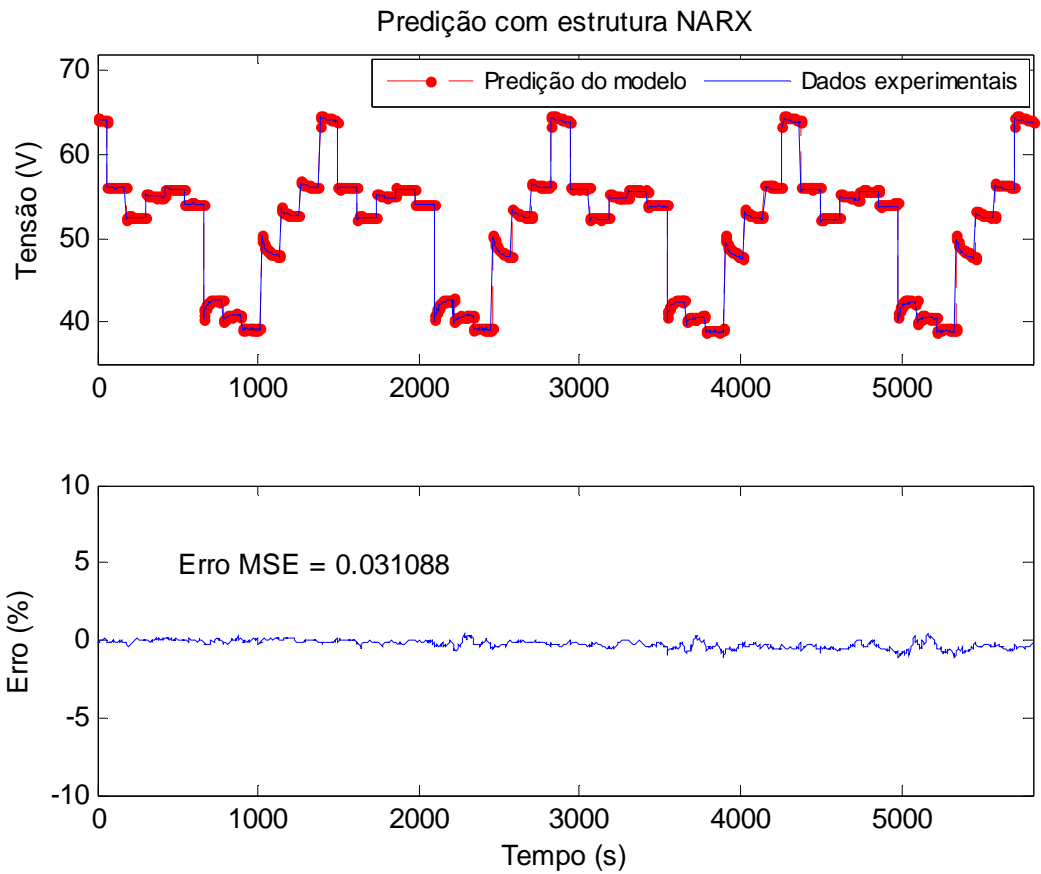 Predição com estrutura NARX
70
60
50
40
Tensão (V)
Predição do modelo
Dados experimentais
0 1000 2000 3000 4000 5000
10
5
0
-5
-10
Erro (%)
Erro MSE = 0.031088
0 1000 2000 3000 4000 5000
Tempo (s)